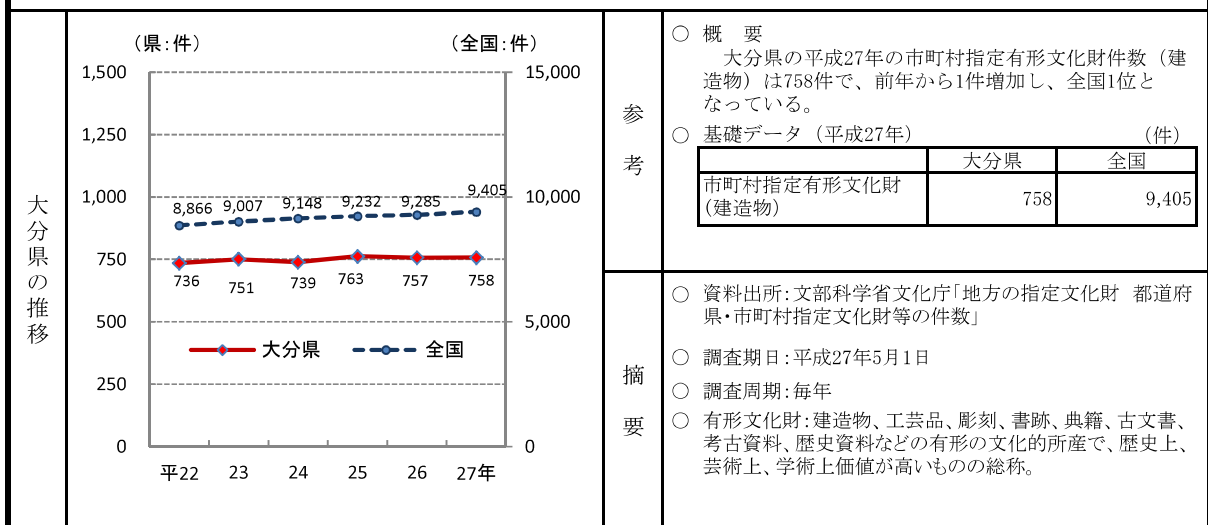 大分県の推移
（県：件）
（全国：件）
1,500
1,250
1,000
750
500
250
0
15,000
10,000
5,000
0
8,866
9,007
9,148
9,232
9,285
9,405
736
751
739
763
757
758
大分県
全国
平22
23
24
25
26
27年
参考
○ 概　要
大分県の平成27年の市町村指定有形文化財件数（建
造物）は758件で、前年から1件増加し、全国1位と
なっている。
○ 基礎データ（平成27年）
（件）
大分県
全国
市町村指定有形文化財
（建造物）
758
9,405
摘要
○ 資料出所：文部科学省文化庁「地方の指定文化財　都道府
県・市町村指定文化財等の件数」
○ 調査期日：平成27年5月1日
○ 調査周期：毎年
○ 有形文化財：建造物、工芸品、彫刻、書跡、典籍、古文書、
考古資料、歴史資料などの有形の文化的所産で、歴史上、
芸術上、学術上価値が高いものの総称。